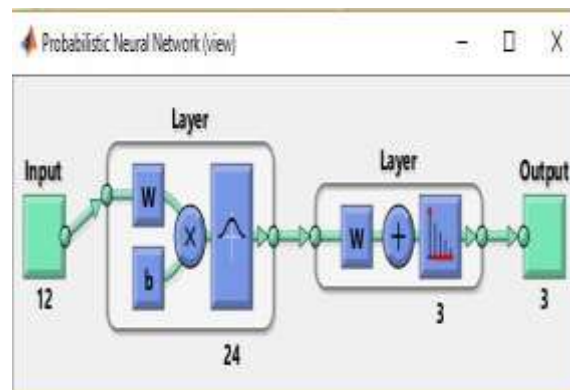 Probabilistic Neural Network (view)
Layer
Input
W
b
12
24
Layer
W
3
Output
3